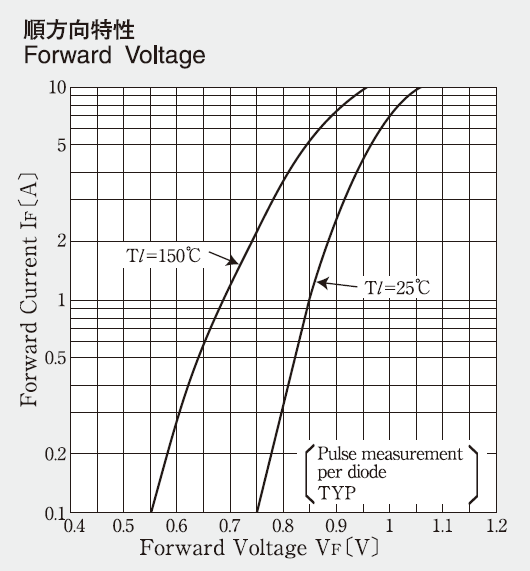 順方向特性
Forward Voltage
Forward Current IF〔A〕
10
5
2
1
0.5
0.2
0.1
Tl=150℃
Tl=25℃
Pulse measurement
per diode
TYP
0.4 0.5 0.6 0.7 0.8 0.9 1 1.1 1.2
Forward Voltage VF〔V〕